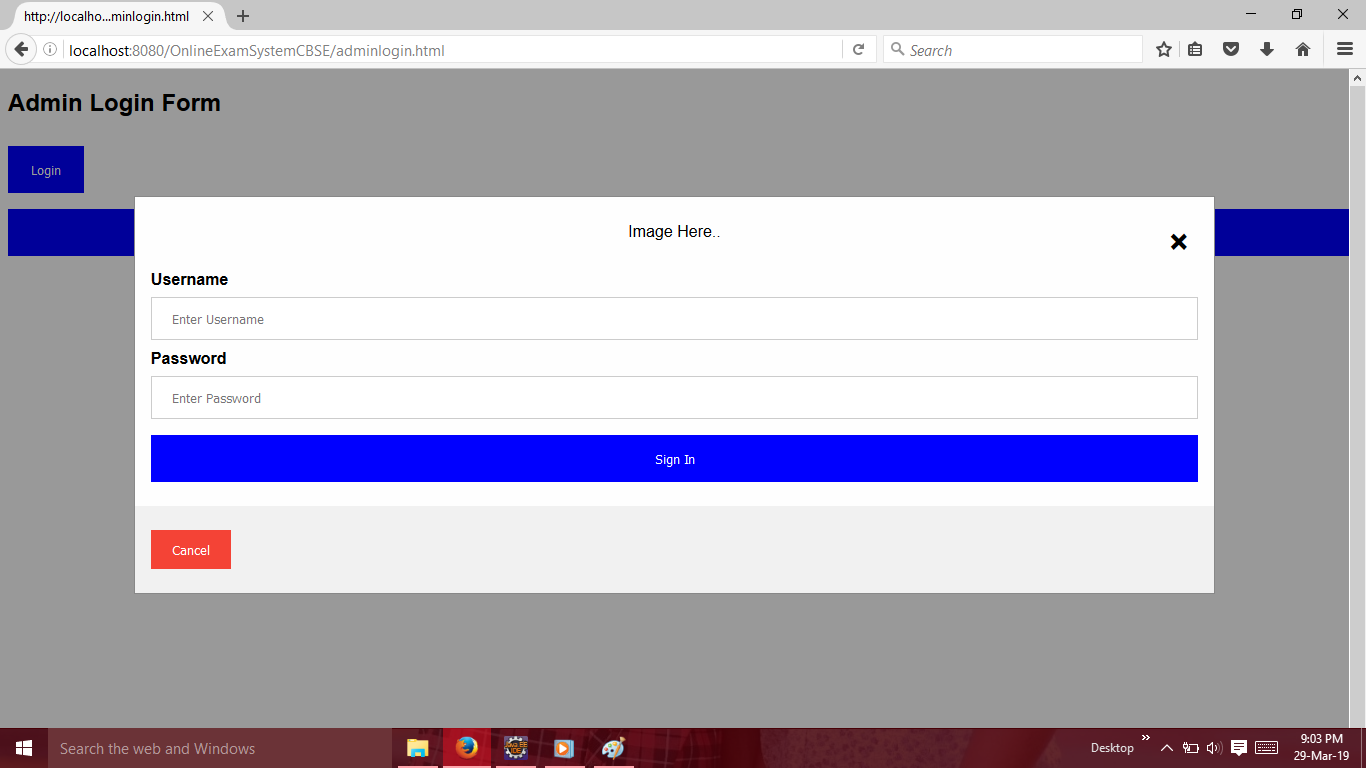 http://localho...minlogin.html
localhost:8080/OnlineExamSystemCBSE/adminlogin.html
Search
Admin Login Form
Login
Image Here..
Username
Enter Username
Password
Enter Password
Sign In
Cancel
Search the web and Windows
Desktop
9:03 PM
29-Mar-19